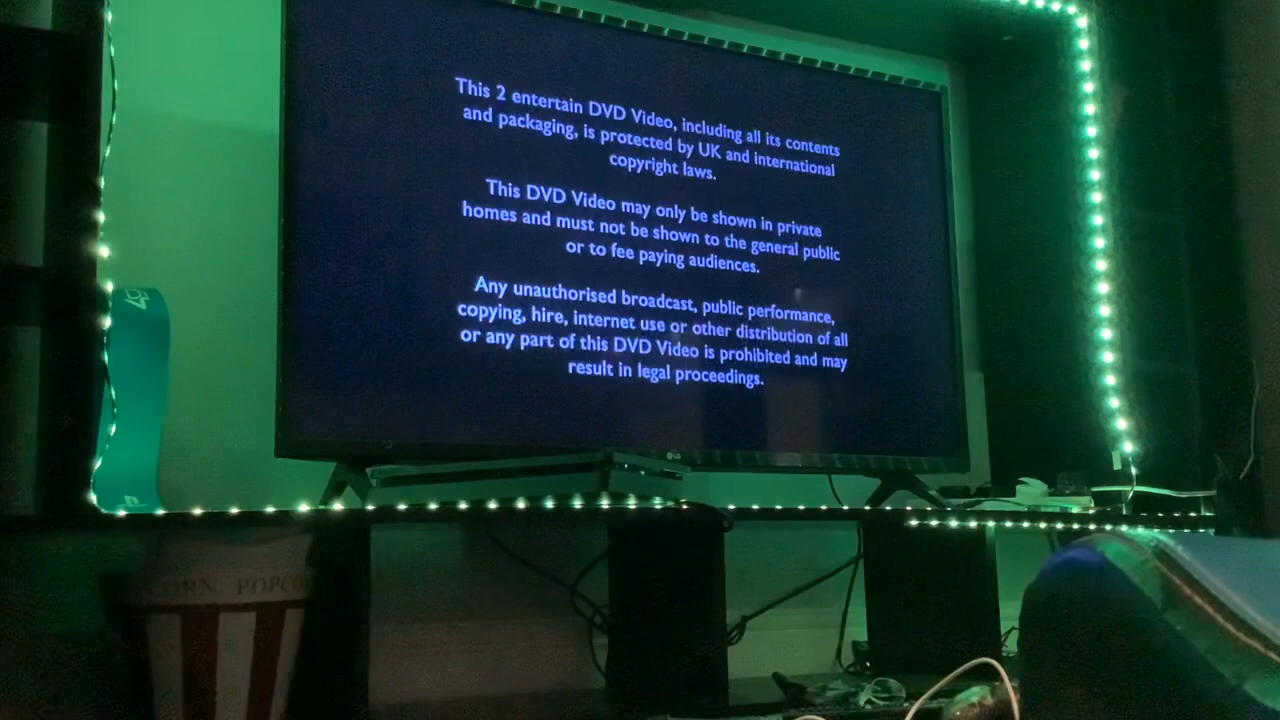 This 2 entertain DVD Video, including all its contents
and packaging, is protected by UK and international
copyright laws.
This DVD Video may only be shown in private
homes and must not be shown to the general public
or to fee paying audiences.
Any unauthorised broadcast, public performance,
copying, hire, internet use or other distribution of all
or any part of this DVD Video is prohibited and may
result in legal proceedings.
LG
CORN POPC